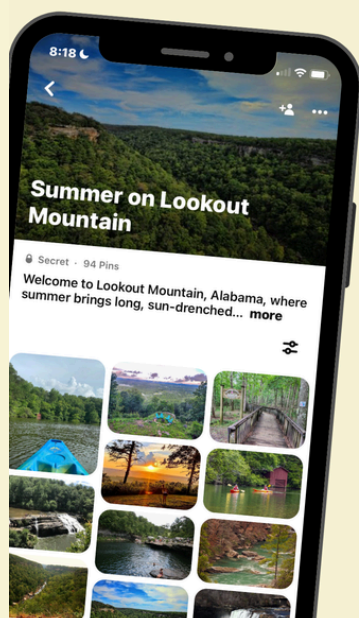 8:18
Summer on Lookout
Mountain
Secret · 94 Pins
Welcome to Lookout Mountain, Alabama, where
summer brings long, sun-drenched... more